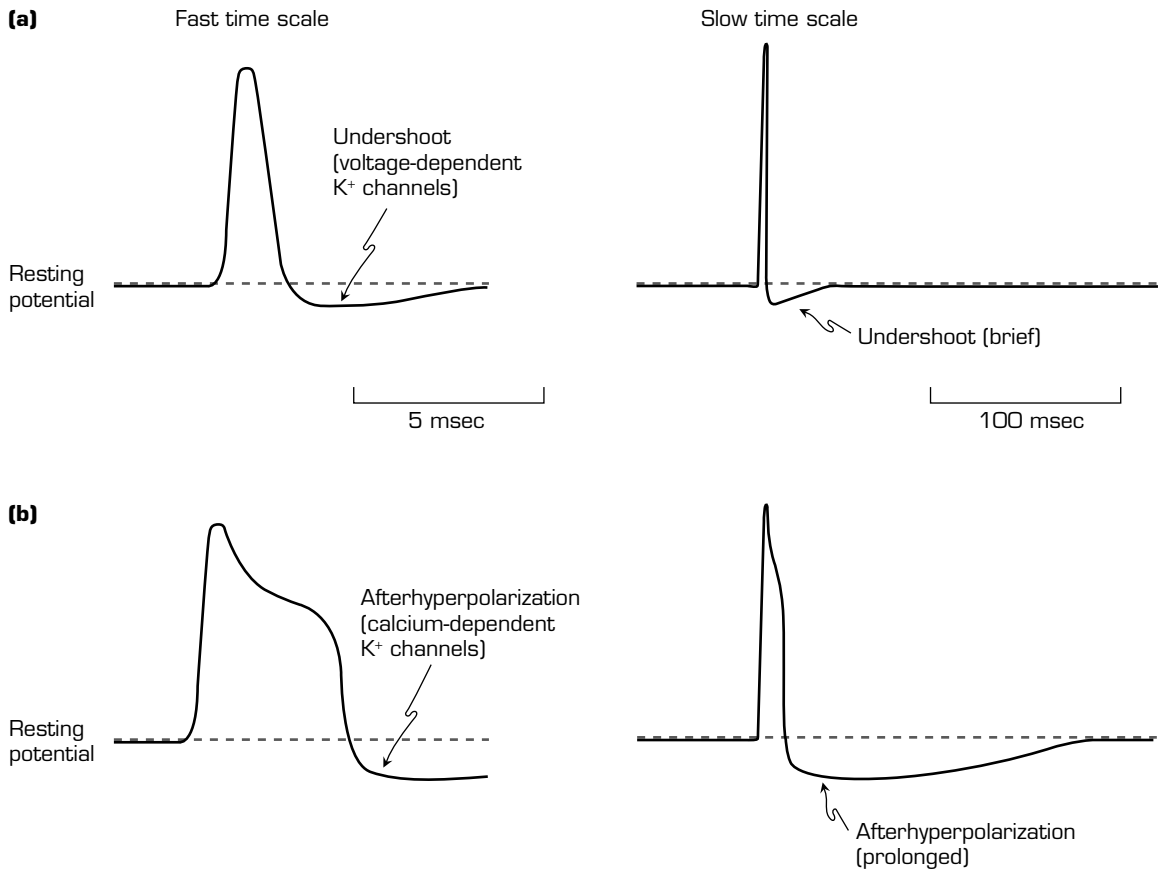 (a)
Fast time scale
Slow time scale
Undershoot
(voltage-dependent
K⁺ channels)
Resting
potential
Undershoot (brief)
5 msec
100 msec
(b)
Afterhyperpolarization
(calcium-dependent
K⁺ channels)
Resting
potential
Afterhyperpolarization
(prolonged)